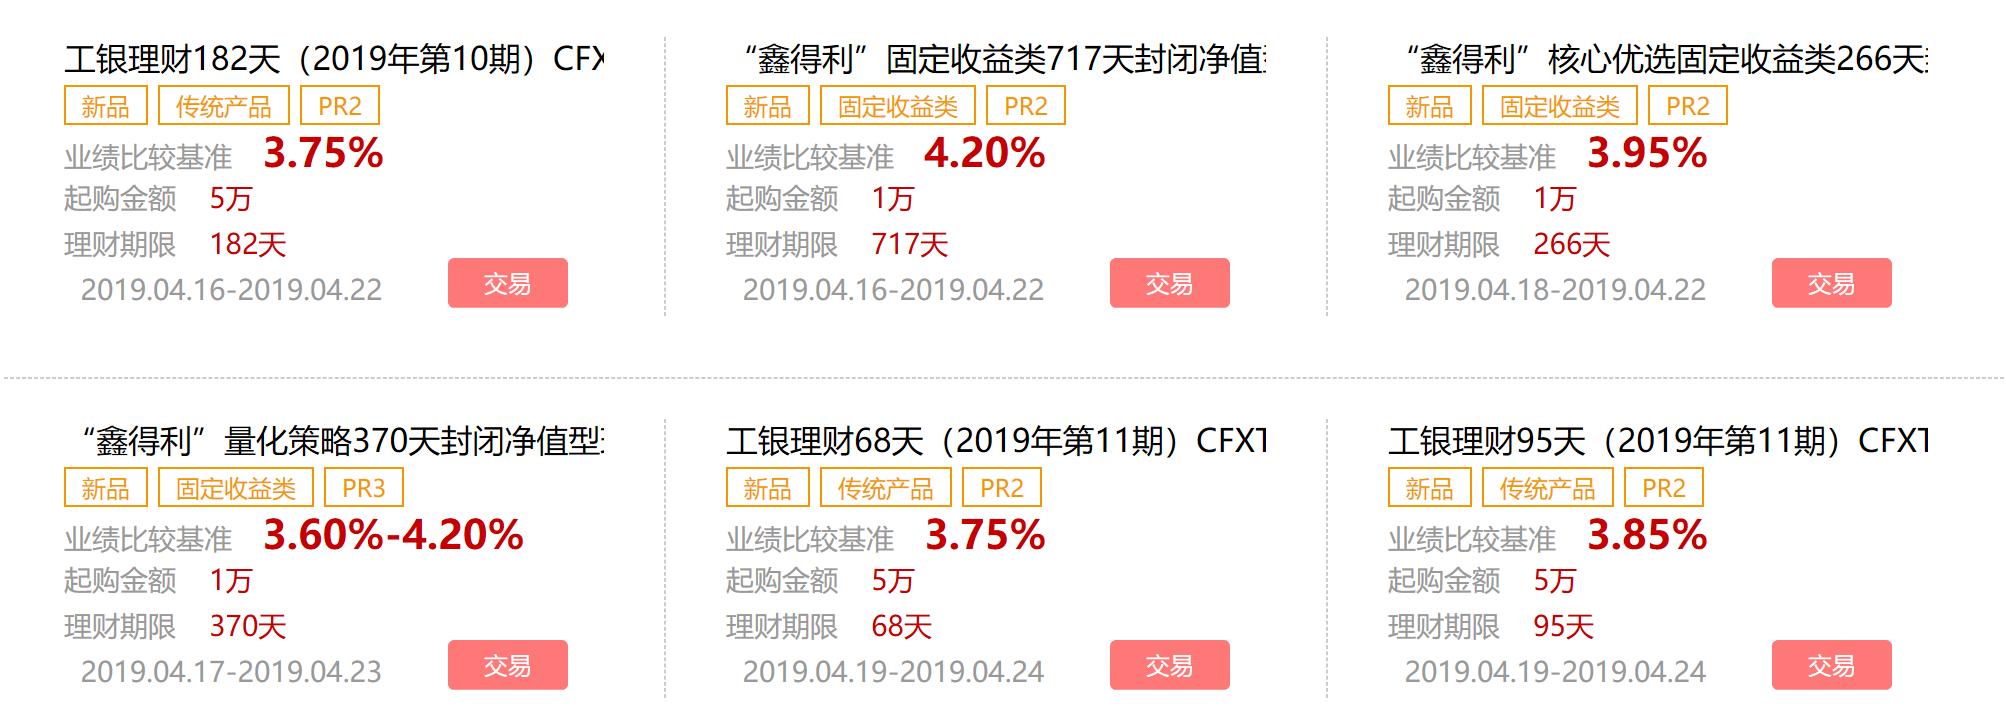 工银理财182天（2019年第10期）CFX
新品 传统产品 PR2
业绩比较基准 3.75%
起购金额 5万
理财期限 182天
2019.04.16-2019.04.22 交易
“鑫得利”固定收益类717天封闭净值
新品 固定收益类 PR2
业绩比较基准 4.20%
起购金额 1万
理财期限 717天
2019.04.16-2019.04.22 交易
“鑫得利”核心优选固定收益类266天
新品 固定收益类 PR2
业绩比较基准 3.95%
起购金额 1万
理财期限 266天
2019.04.18-2019.04.22 交易
“鑫得利”量化策略370天封闭净值型
新品 固定收益类 PR3
业绩比较基准 3.60%-4.20%
起购金额 1万
理财期限 370天
2019.04.17-2019.04.23 交易
工银理财68天（2019年第11期）CFXT
新品 传统产品 PR2
业绩比较基准 3.75%
起购金额 5万
理财期限 68天
2019.04.19-2019.04.24 交易
工银理财95天（2019年第11期）CFXT
新品 传统产品 PR2
业绩比较基准 3.85%
起购金额 5万
理财期限 95天
2019.04.19-2019.04.24 交易